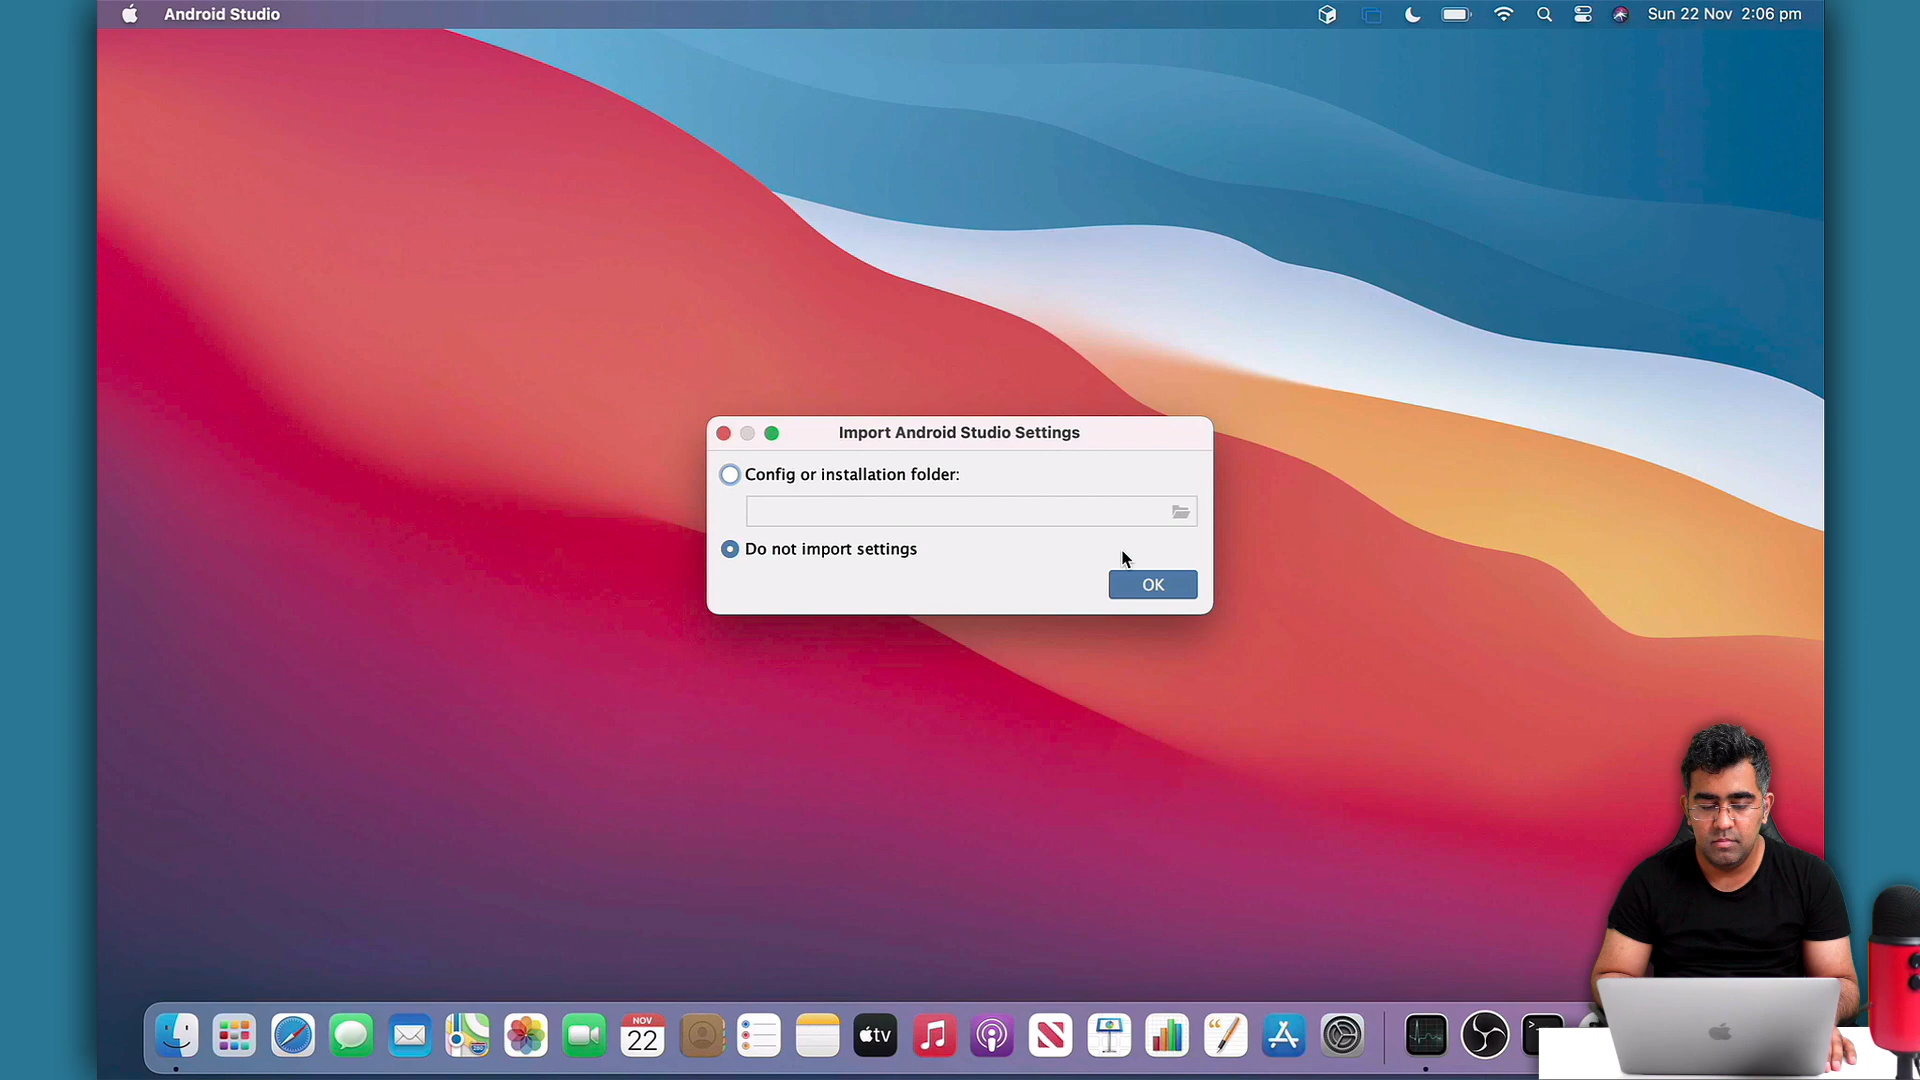 Android Studio
Sun 22 Nov 2:06 pm
Import Android Studio Settings
Config or installation folder:
Do not import settings
OK
NOV
22
tv